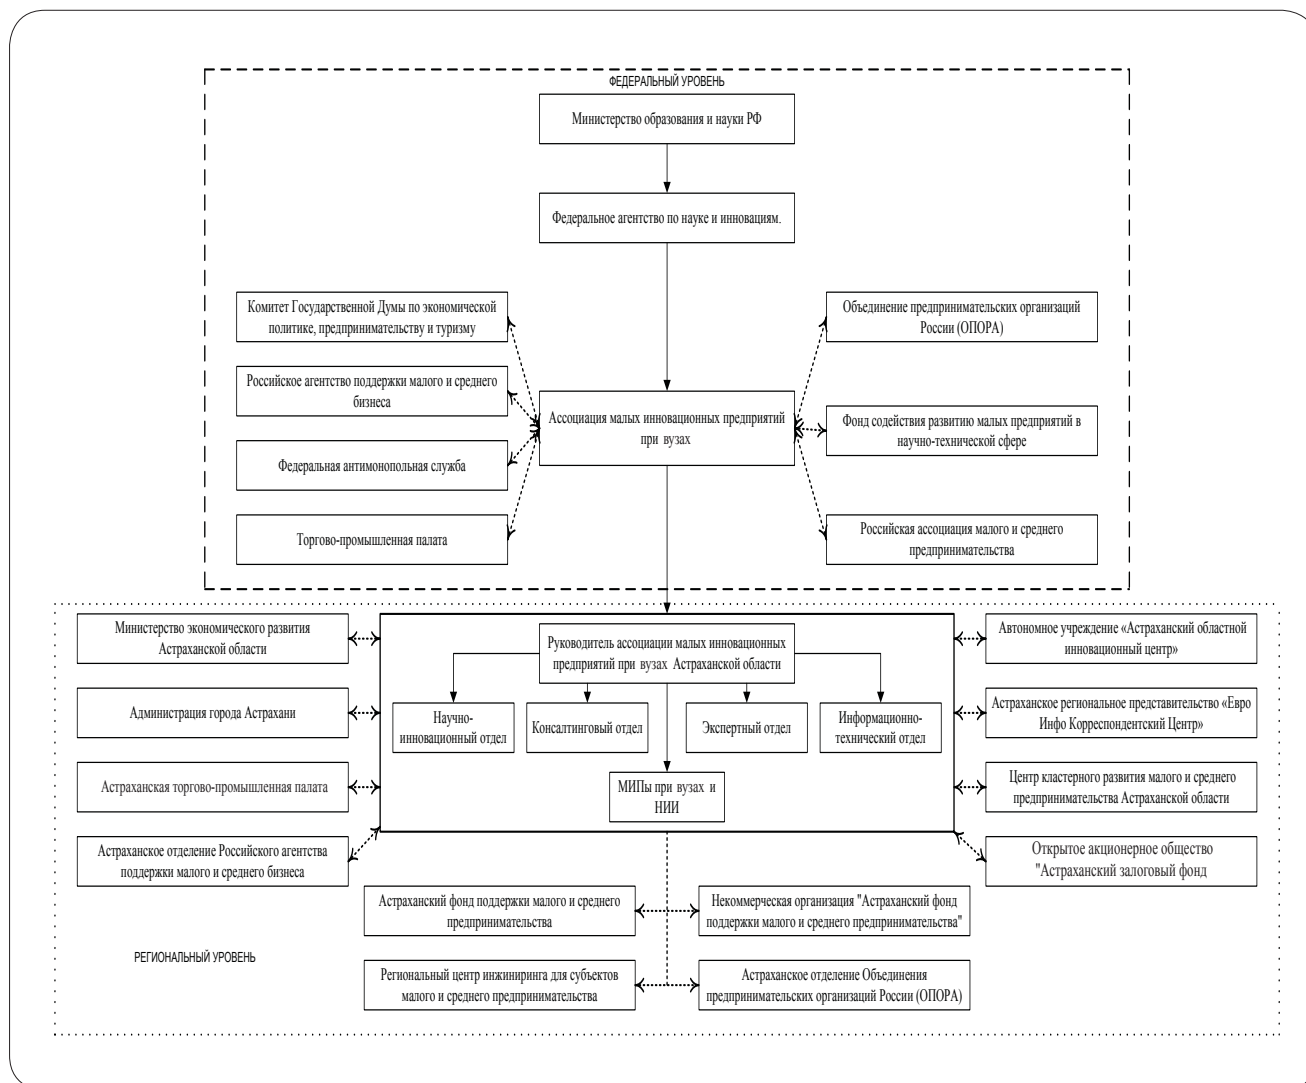 ФЕДЕРАЛЬНЫЙ УРОВЕНЬ
Министерство образования и науки РФ
Федеральное агентство по науке и инновациям.
Комитет Государственной Думы по экономической
политике, предпринимательству и туризму
Российское агентство поддержки малого и среднего
бизнеса
Федеральная антимонопольная служба
Торгово-промышленная палата
Ассоциация малых инновационных предприятий
при вузах
Объединение предпринимательских организаций
России (ОПОРА)
Фонд содействия развитию малых предприятий в
научно-технической сфере
Российская ассоциация малого и среднего
предпринимательства
Министерство экономического развития
Астраханской области
Администрация города Астрахани
Астраханская торгово-промышленная палата
Астраханское отделение Российского агентства
поддержки малого и среднего бизнеса
Руководитель ассоциации малых инновационных
предприятий при вузах Астраханской области
Научно-
инновационный отдел
Консалтинговый отдел
Экспертный отдел
Информационно-
технический отдел
МИПы при вузах и
НИИ
Автономное учреждение «Астраханский областной
инновационный центр»
Астраханское региональное представительство «Евро
Инфо Корреспондентский Центр»
Центр кластерного развития малого и среднего
предпринимательства Астраханской области
Открытое акционерное общество
"Астраханский залоговый фонд
Астраханский фонд поддержки малого и среднего
предпринимательства
Некоммерческая организация "Астраханский фонд
поддержки малого и среднего предпринимательства"
РЕГИОНАЛЬНЫЙ УРОВЕНЬ
Региональный центр инжиниринга для субъектов
малого и среднего предпринимательства
Астраханское отделение Объединения
предпринимательских организаций России (ОПОРА)